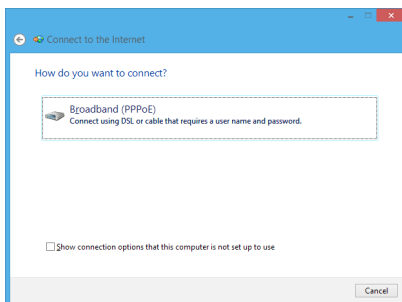 Connect to the Internet
How do you want to connect?
Broadband (PPPoE)
Connect using DSL or cable that requires a user name and password.
Show connection options that this computer is not set up to use
Cancel